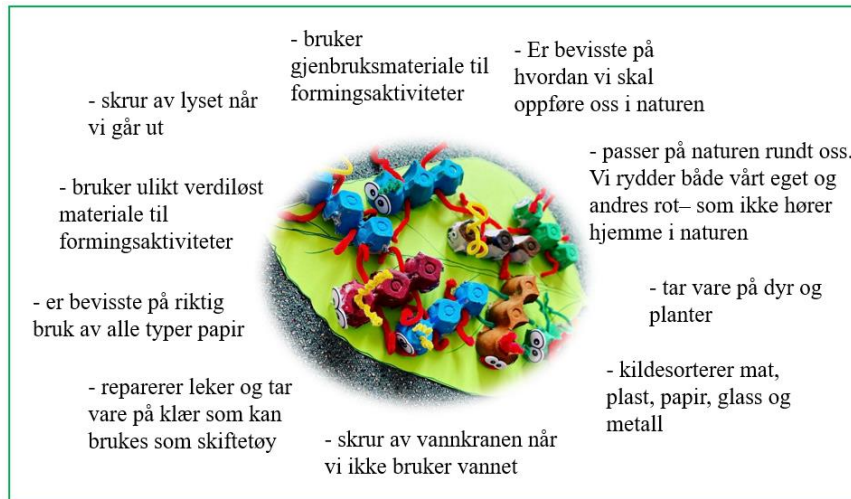 - bruker
gjenbruksmateriale til
formingsaktiviteter
- Er bevisste på
hvordan vi skal
oppføre oss i naturen
- passer på naturen rundt oss.
Vi rydder både vårt eget og
andres rot– som ikke hører
hjemme i naturen
- tar vare på dyr og
planter
- kildesorterer mat,
plast, papir, glass og
metall
- skrur av vannkranen når
vi ikke bruker vannet
- reparerer leker og tar
vare på klær som kan
brukes som skiftetøy
- er bevisste på riktig
bruk av alle typer papir
- bruker ulikt verdiløst
materiale til
formingsaktiviteter
- skrur av lyset når
vi går ut